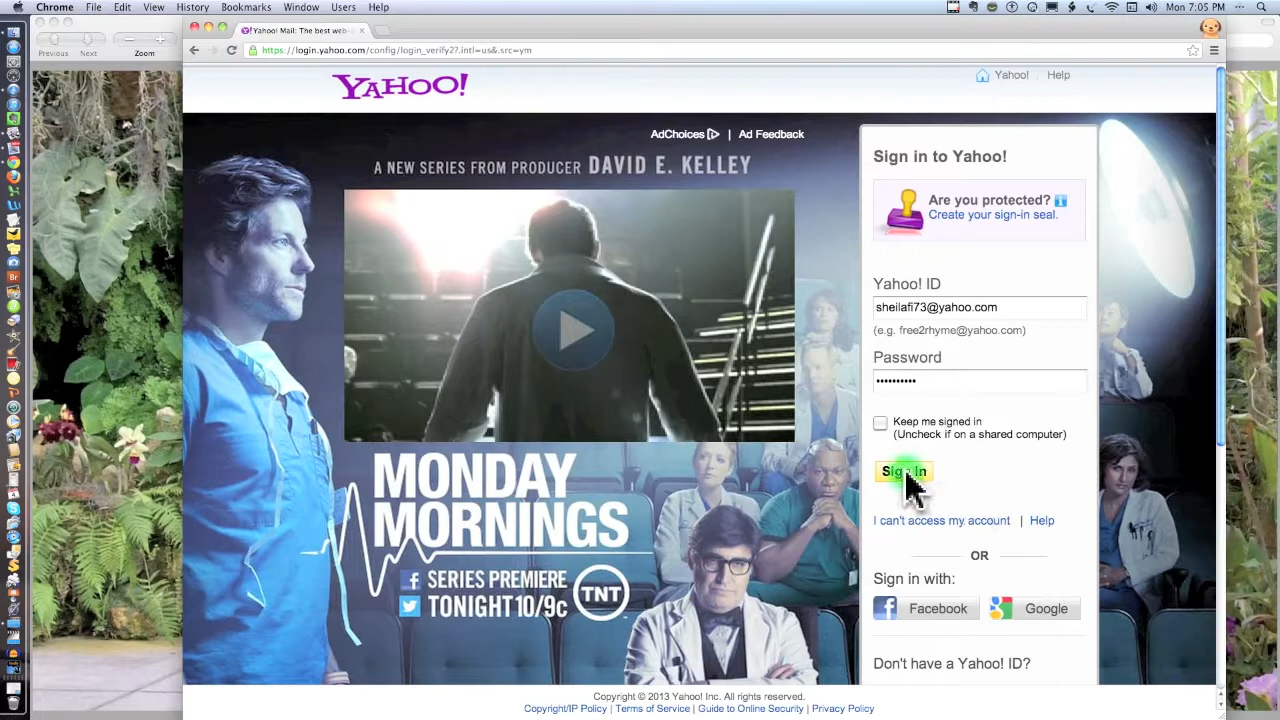 Chrome File Edit View History Bookmarks Window Users Help
Mon 7:05 PM
Previous Next Zoom
Yahoo! Mail: The best web-
https://login.yahoo.com/config/login_verify2?.intl=us&.src=ym
YAHOO!
Yahoo! Help
AdChoices | Ad Feedback
A NEW SERIES FROM PRODUCER DAVID E. KELLEY
MONDAY
MORNINGS
SERIES PREMIERE
TONIGHT 10/9c
TNT
Sign in to Yahoo!
Are you protected?
Create your sign-in seal.
Yahoo! ID
sheilafi73@yahoo.com
(e.g. free2rhyme@yahoo.com)
Password
••••••••••
Keep me signed in
(Uncheck if on a shared computer)
Sign In
I can't access my account | Help
OR
Sign in with:
Facebook Google
Don't have a Yahoo! ID?
Copyright © 2013 Yahoo! Inc. All rights reserved.
Copyright/IP Policy | Terms of Service | Guide to Online Security | Privacy Policy